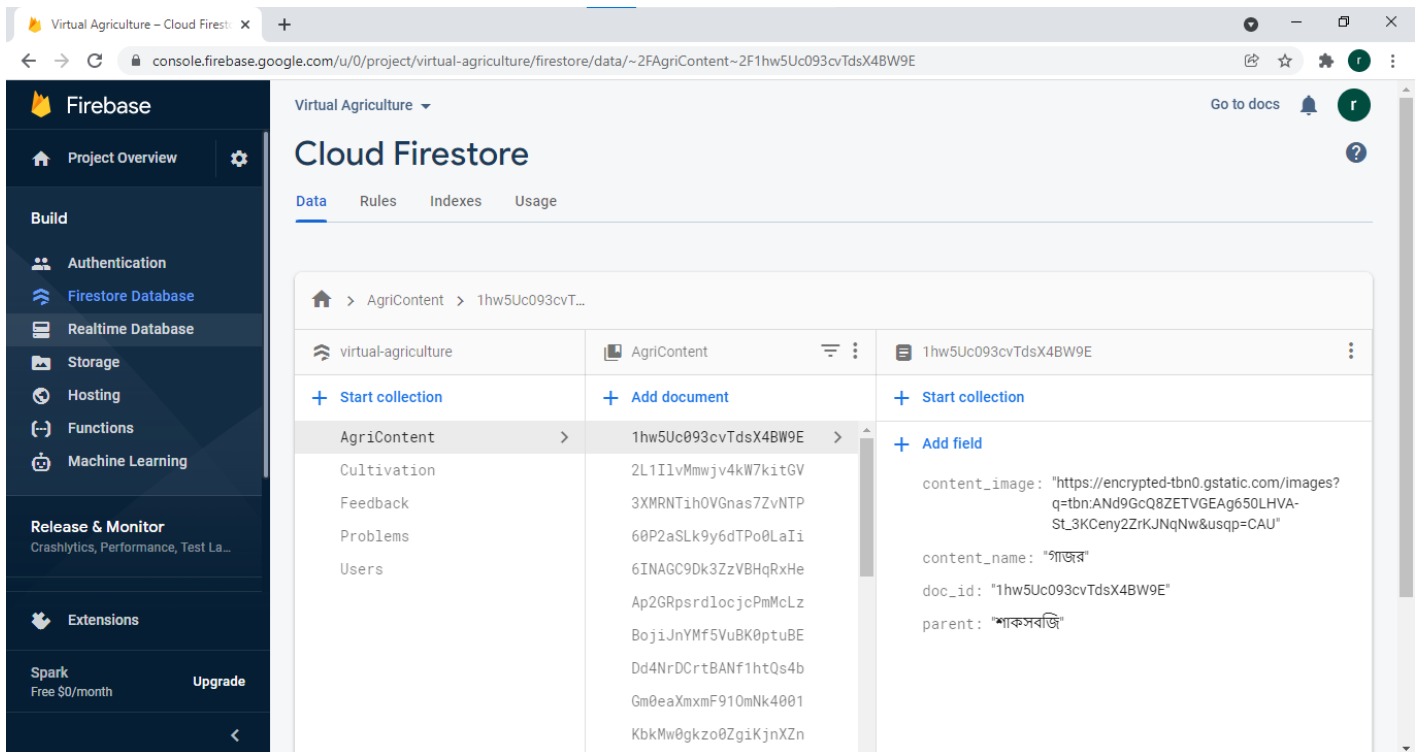 Virtual Agriculture – Cloud Firesto
console.firebase.google.com/u/0/project/virtual-agriculture/firestore/data/~2FAgriContent~2F1hw5Uc093cvTdsX4BW9E
r
Firebase
Virtual Agriculture
Go to docs
r
Project Overview
Cloud Firestore
Data Rules Indexes Usage
Build
Authentication
Firestore Database
Realtime Database
Storage
Hosting
Functions
Machine Learning
Release & Monitor
Crashlytics, Performance, Test La...
Extensions
Spark
Free $0/month
Upgrade
AgriContent > 1hw5Uc093cvT...
virtual-agriculture
Start collection
AgriContent
Cultivation
Feedback
Problems
Users
AgriContent
Add document
1hw5Uc093cvTdsX4BW9E
2L1IlvMmwjv4kW7kitGV
3XMRNTihOVGnas7ZvNTP
60P2aSLk9y6dTPo0LaIi
6INAGC9Dk3ZzVBHqRxHe
Ap2GRpsrdlocjcPmMcLz
BojiJnYMf5VuBK0ptuBE
Dd4NrDCrtBANf1htQs4b
Gm0eaXmxmF91OmNk4001
KbkMw0gkzo0ZgiKjnXZn
1hw5Uc093cvTdsX4BW9E
Start collection
Add field
content_image: "https://encrypted-tbn0.gstatic.com/images?
q=tbn:ANd9GcQ8ZETVGEAg650LHVA-
St_3KCeny2ZrKJNqNw&usqp=CAU"
content_name: "গাজর"
doc_id: "1hw5Uc093cvTdsX4BW9E"
parent: "শাকসবজি"